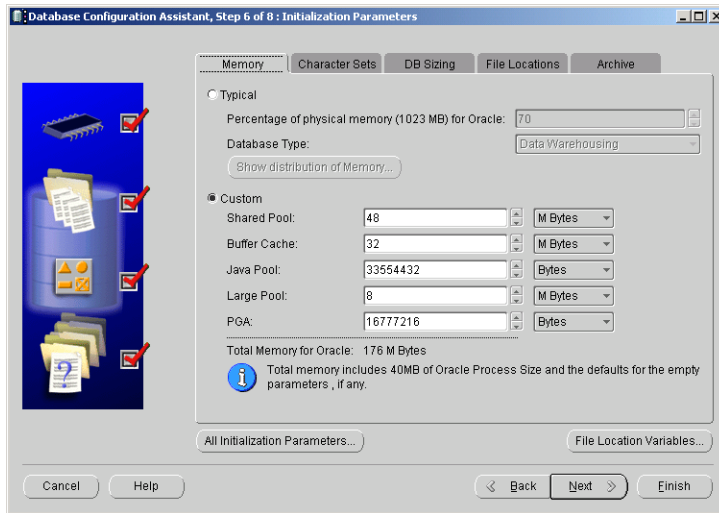 Database Configuration Assistant, Step 6 of 8 : Initialization Parameters
Memory Character Sets DB Sizing File Locations Archive
Typical
Percentage of physical memory (1023 MB) for Oracle: 70
Database Type: Data Warehousing
Show distribution of Memory...
Custom
Shared Pool: 48 M Bytes
Buffer Cache: 32 M Bytes
Java Pool: 33554432 Bytes
Large Pool: 8 M Bytes
PGA: 16777216 Bytes
Total Memory for Oracle: 176 M Bytes
Total memory includes 40MB of Oracle Process Size and the defaults for the empty
parameters , if any.
All Initialization Parameters... File Location Variables...
Cancel Help Back Next Finish